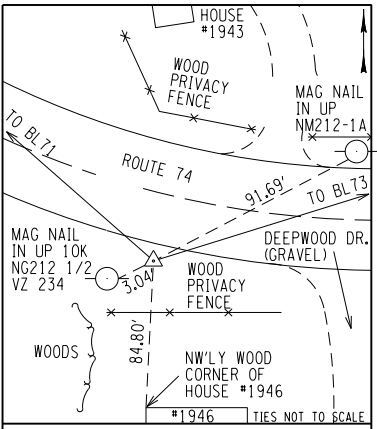 HOUSE
#1943
WOOD
PRIVACY
FENCE
MAG NAIL
IN UP
NM212-1A
TO BL71
ROUTE 74
91.69'
TO BL73
MAG NAIL
IN UP 10K
NG212 1/2
VZ 234
3.04'
DEEPWOOD DR.
(GRAVEL)
WOOD
PRIVACY
FENCE
84.80'
WOODS
NW'LY WOOD
CORNER OF
HOUSE #1946
#1946
TIES NOT TO SCALE